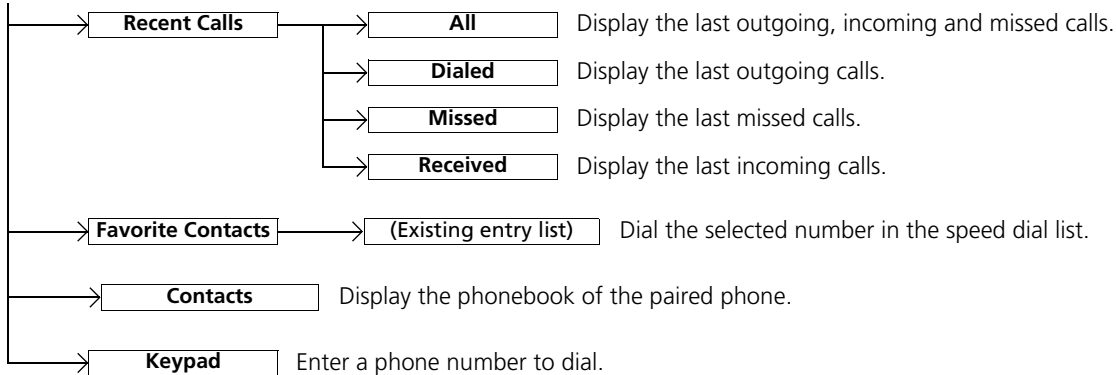 Recent Calls All Display the last outgoing, incoming and missed calls.
Dialed Display the last outgoing calls.
Missed Display the last missed calls.
Received Display the last incoming calls.
Favorite Contacts (Existing entry list) Dial the selected number in the speed dial list.
Contacts Display the phonebook of the paired phone.
Keypad Enter a phone number to dial.